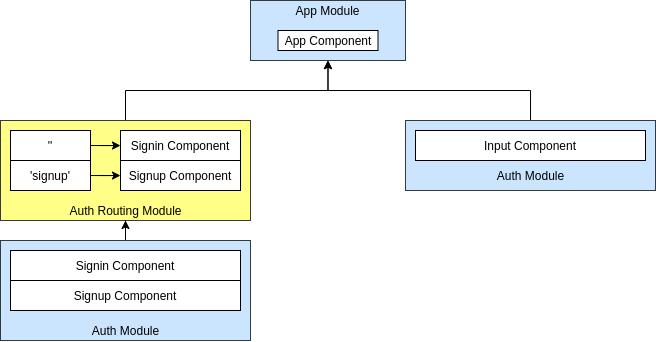 App Module
App Component
'' Signin Component
'signup' Signup Component
Auth Routing Module
Input Component
Auth Module
Signin Component
Signup Component
Auth Module